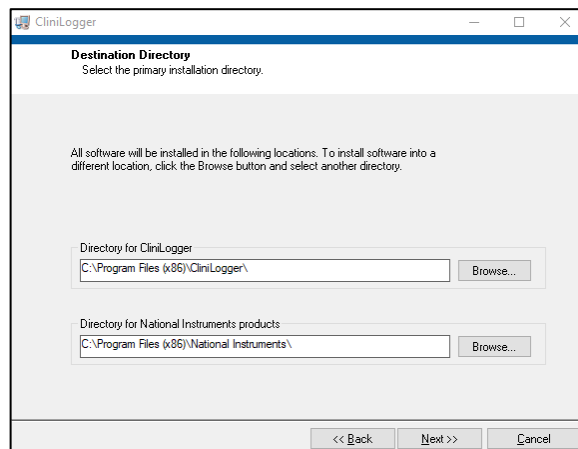 CliniLogger
Destination Directory
Select the primary installation directory.
All software will be installed in the following locations. To install software into a
different location, click the Browse button and select another directory.
Directory for CliniLogger
C:\Program Files (x86)\CliniLogger\
Browse...
Directory for National Instruments products
C:\Program Files (x86)\National Instruments\
Browse...
<< Back
Next >>
Cancel